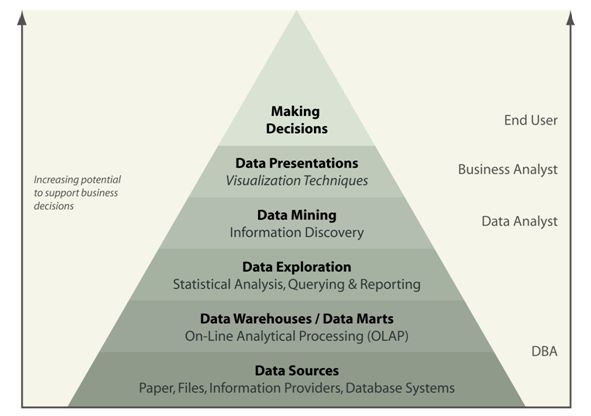 Making
Decisions
End User
Data Presentations
Visualization Techniques
Business Analyst
Increasing potential
to support business
decisions
Data Mining
Information Discovery
Data Analyst
Data Exploration
Statistical Analysis, Querying & Reporting
Data Warehouses / Data Marts
On-Line Analytical Processing (OLAP)
DBA
Data Sources
Paper, Files, Information Providers, Database Systems